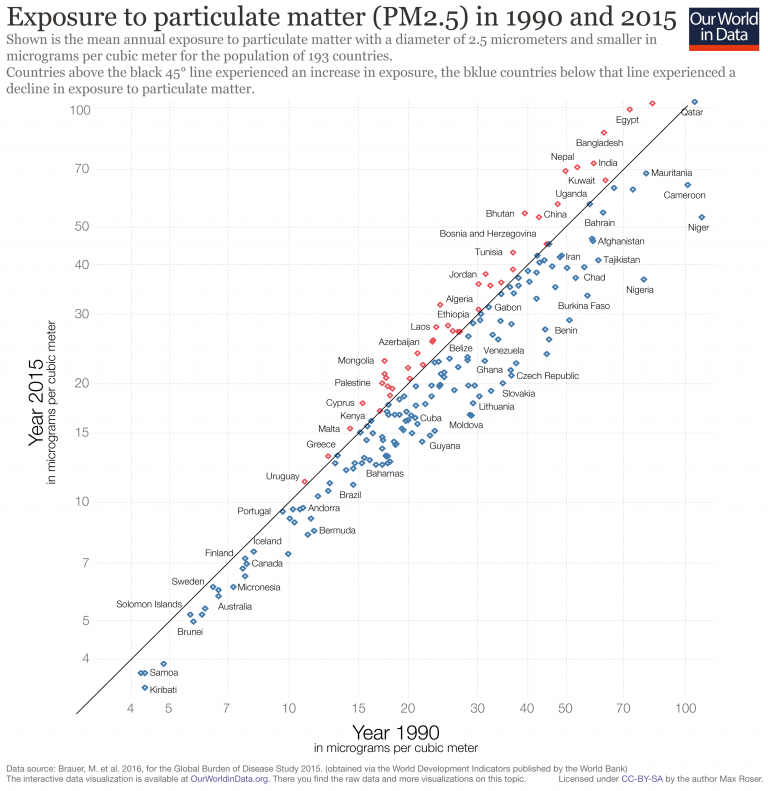 Exposure to particulate matter (PM2.5) in 1990 and 2015
Our World
in Data
Shown is the mean annual exposure to particulate matter with a diameter of 2.5 micrometers and smaller in
micrograms per cubic meter for the population of 193 countries.
Countries above the black 45° line experienced an increase in exposure, the bklue countries below that line experienced a
decline in exposure to particulate matter.
100
Qatar
Egypt
Bangladesh
Nepal
India
70
Mauritania
Kuwait
Cameroon
Uganda
Bhutan
China
50
Bahrain
Niger
Bosnia and Herzegovina
Afghanistan
Tunisia
Iran
Tajikistan
40
Jordan
Chad
Nigeria
Algeria
Gabon
Burkina Faso
30
Ethiopia
Laos
Benin
Azerbaijan
Belize
Venezuela
Mongolia
Ghana
Czech Republic
20
Palestine
Slovakia
Cyprus
Lithuania
Kenya
Cuba
Moldova
15
Malta
Greece
Guyana
Bahamas
Uruguay
Brazil
10
Portugal
Andorra
Bermuda
Iceland
Finland
7
Canada
Sweden
Micronesia
Solomon Islands
Australia
5
Brunei
4
Samoa
Kiribati
Year 2015
in micrograms per cubic meter
4 5 7 10 15 20 30 40 50 70 100
Year 1990
in micrograms per cubic meter
Data source: Brauer, M. et al. 2016, for the Global Burden of Disease Study 2015. (obtained via the World Development Indicators published by the World Bank)
The interactive data visualization is available at OurWorldinData.org. There you find the raw data and more visualizations on this topic.
Licensed under CC-BY-SA by the author Max Roser.